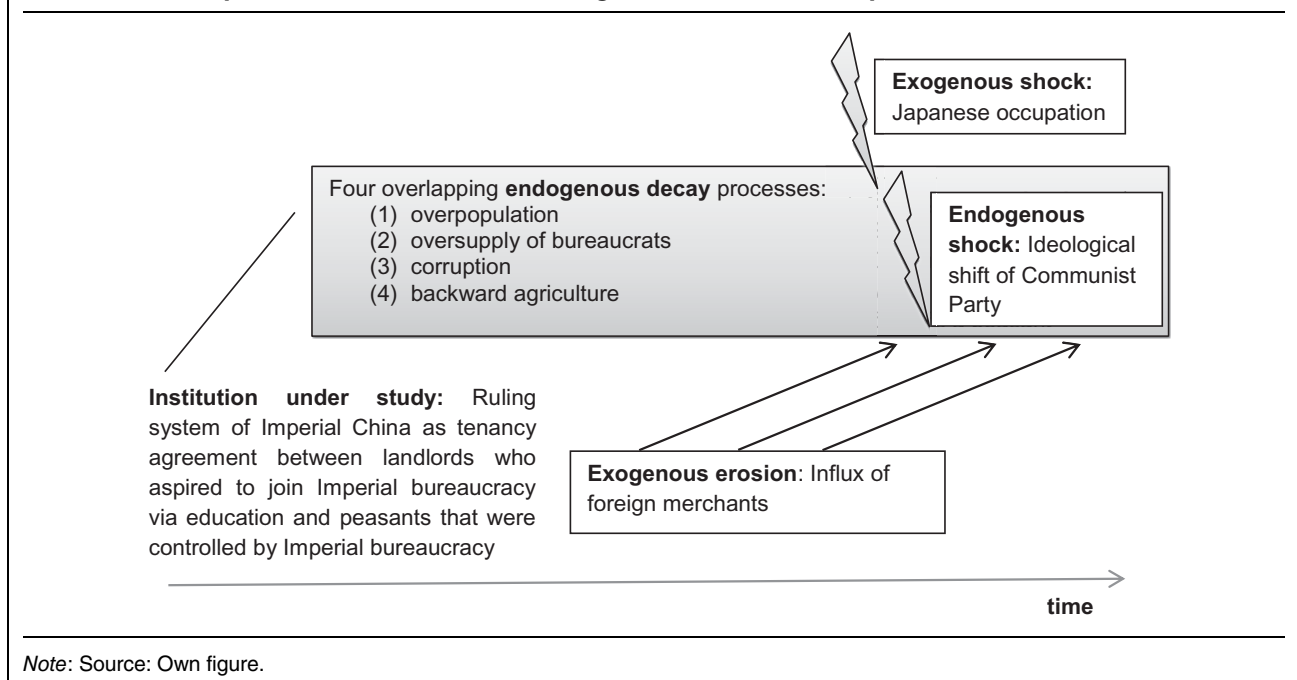 Exogenous shock:
Japanese occupation
Four overlapping endogenous decay processes:
(1) overpopulation
(2) oversupply of bureaucrats
(3) corruption
(4) backward agriculture
Endogenous
shock: Ideological
shift of Communist
Party
Institution under study: Ruling
system of Imperial China as tenancy
agreement between landlords who
aspired to join Imperial bureaucracy
via education and peasants that were
controlled by Imperial bureaucracy
Exogenous erosion: Influx of
foreign merchants
time
Note: Source: Own figure.